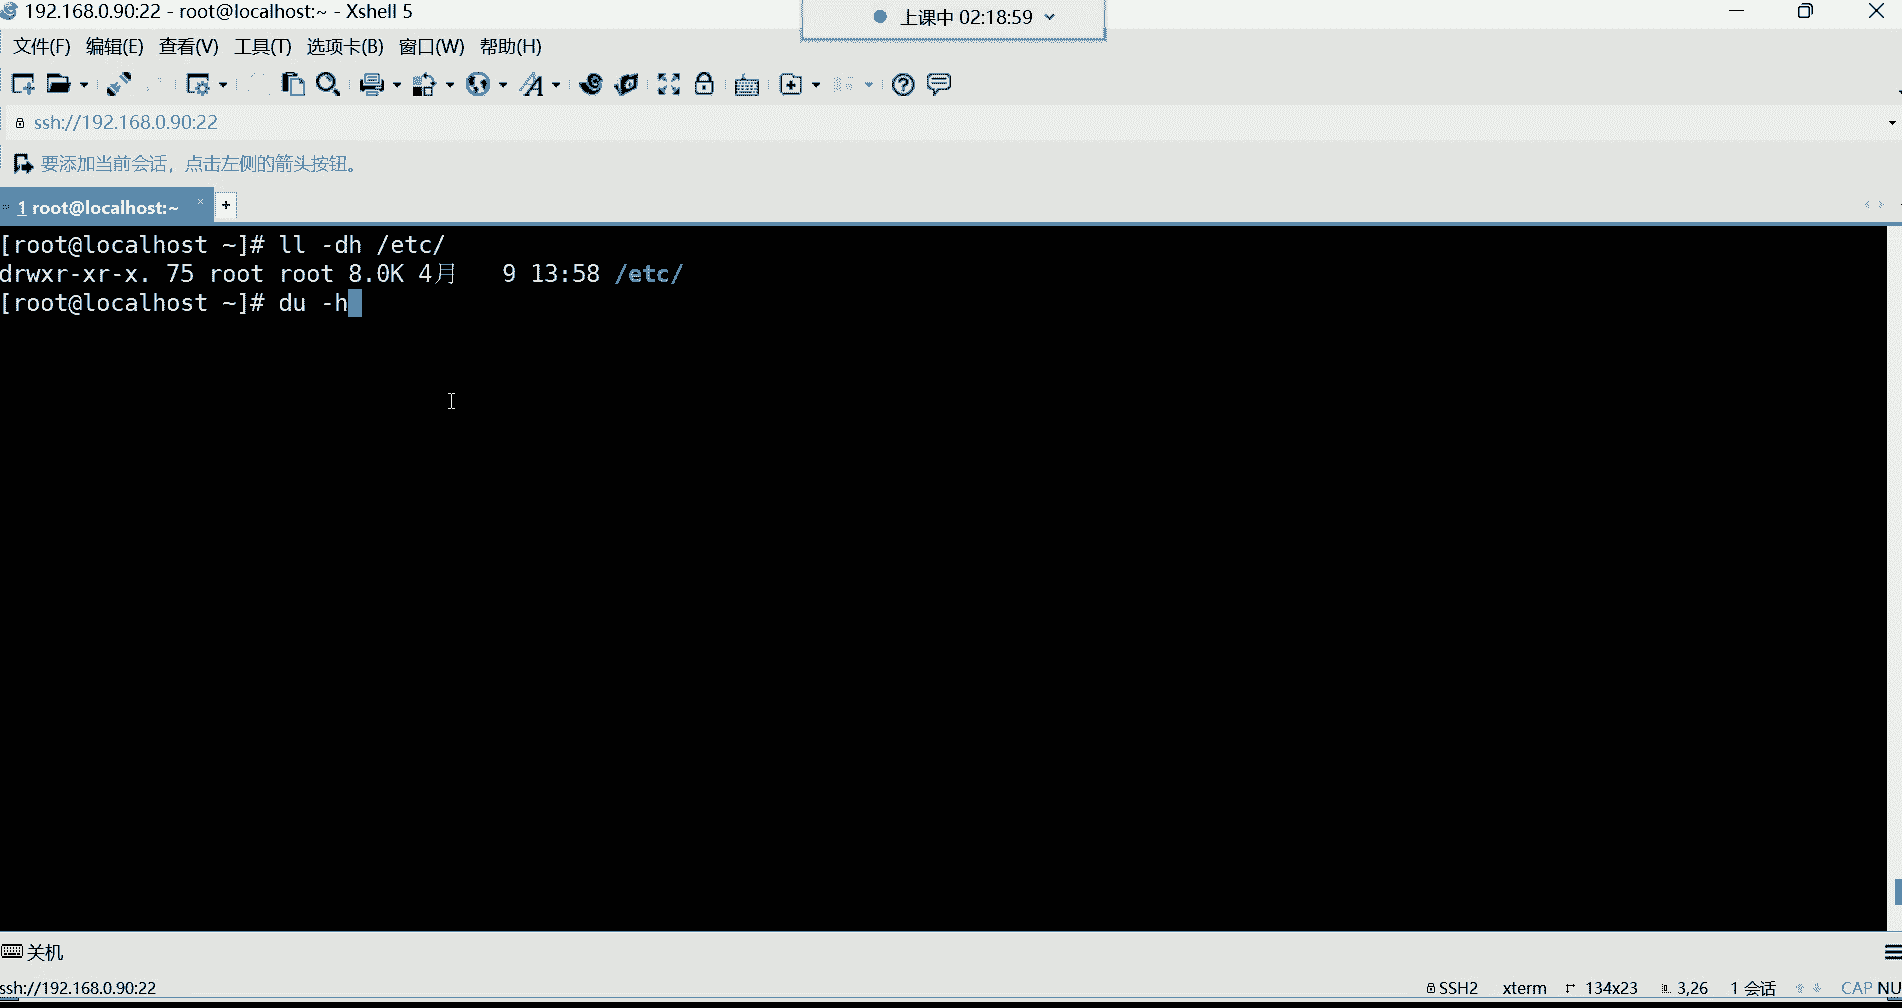 192.168.0.90:22 - root@localhost:~ - Xshell 5
上课中 02:18:59
文件(F) 编辑(E) 查看(V) 工具(T) 选项卡(B) 窗口(W) 帮助(H)
ssh://192.168.0.90:22
要添加当前会话，点击左侧的箭头按钮。
1 root@localhost:~ × +
[root@localhost ~]# ll -dh /etc/
drwxr-xr-x. 75 root root 8.0K 4月   9 13:58 /etc/
[root@localhost ~]# du -h
关机
ssh://192.168.0.90:22
SSH2 xterm 134x23 3,26 1 会话 CAP NU